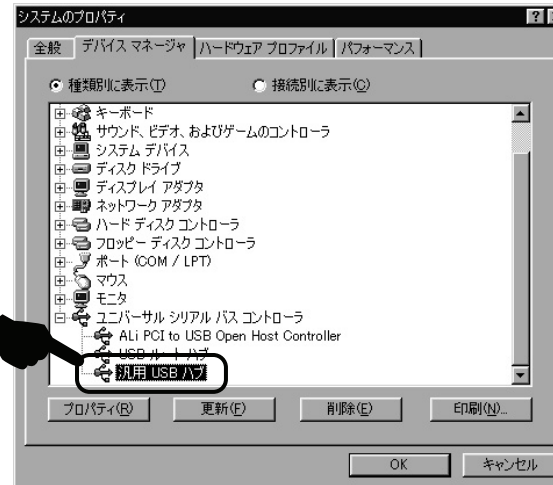 システムのプロパティ
全般 デバイス マネージャ ハードウェア プロファイル パフォーマンス
種類別に表示(T) 接続別に表示(C)
キーボード
サウンド、ビデオ、およびゲームのコントローラ
システム デバイス
ディスク ドライブ
ディスプレイ アダプタ
ネットワーク アダプタ
ハード ディスク コントローラ
フロッピー ディスク コントローラ
ポート (COM / LPT)
マウス
モニタ
ユニバーサル シリアル バス コントローラ
ALi PCI to USB Open Host Controller
USB ルート ハブ
汎用 USB ハブ
プロパティ(R) 更新(F) 削除(E) 印刷(N)...
OK キャンセル